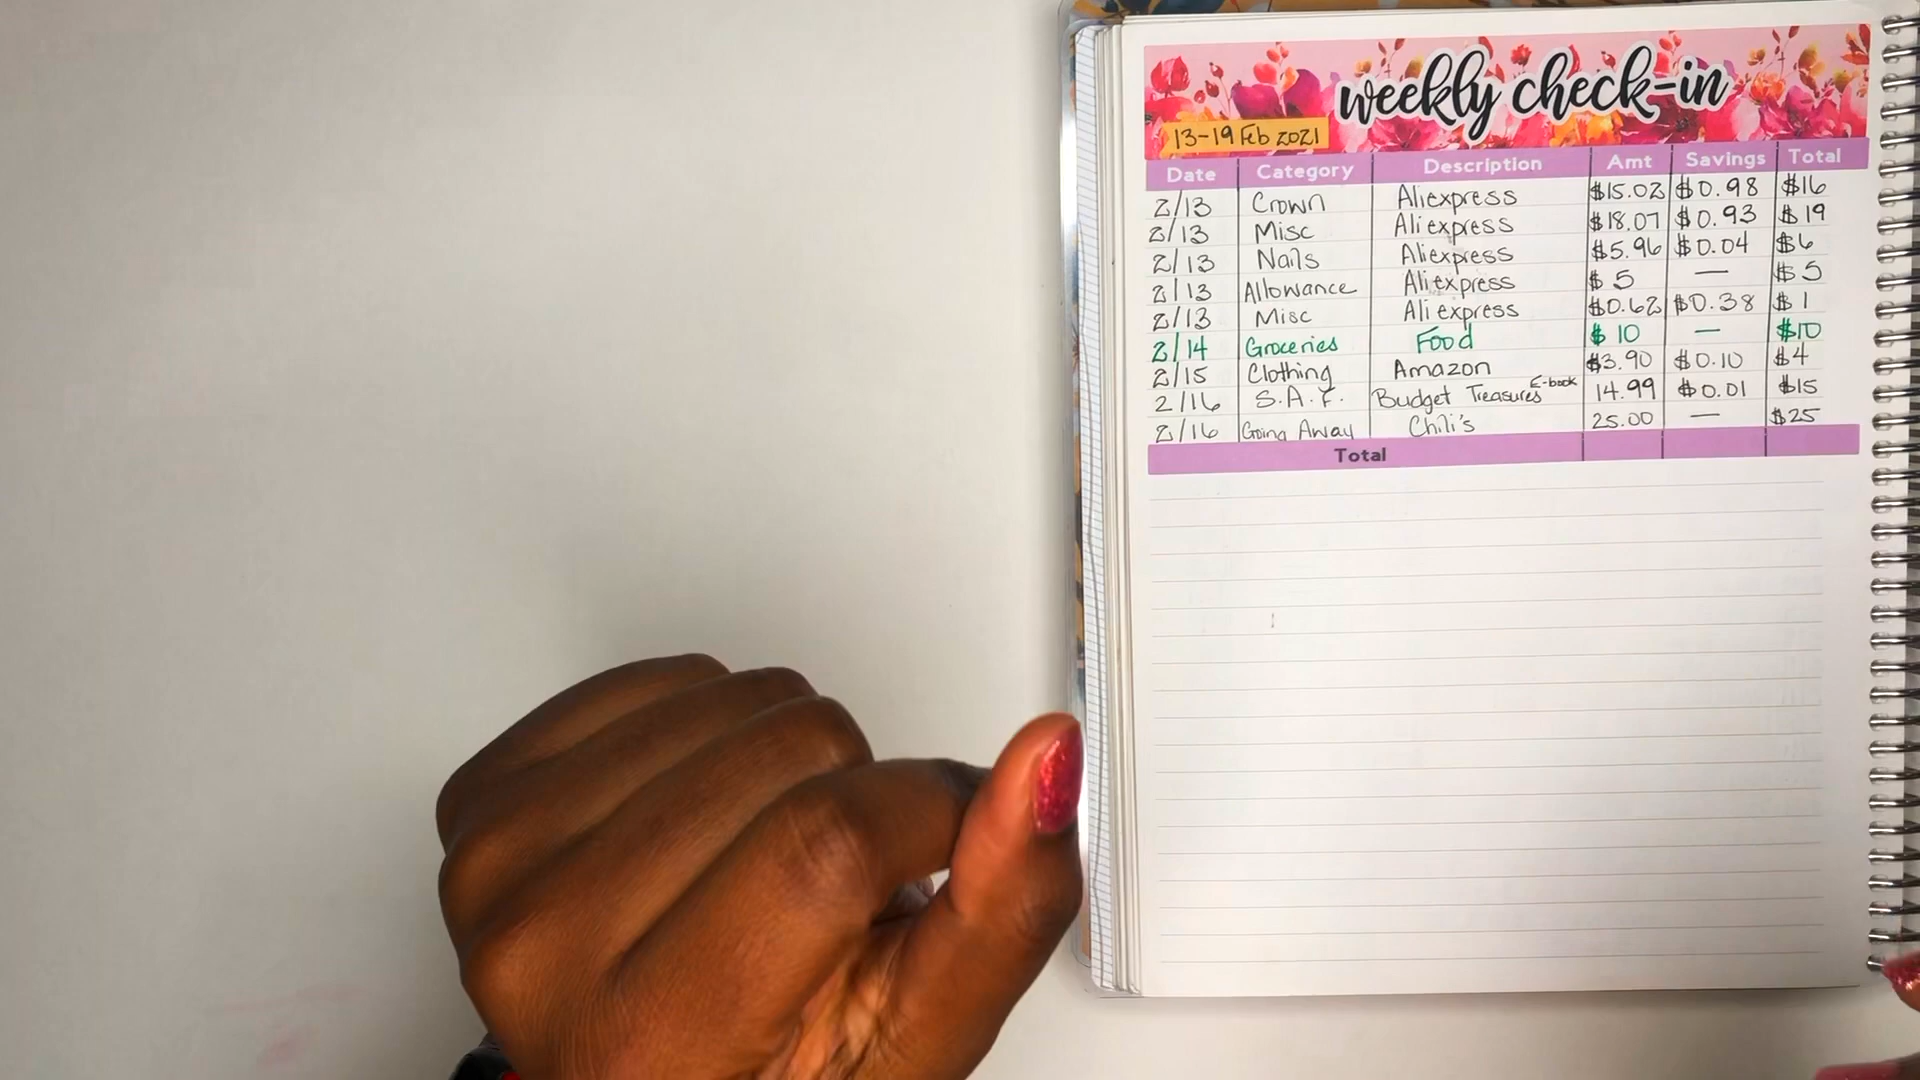 weekly check-in
13-19 Feb 2021
Date Category Description Amt Savings Total
2/13 Crown Aliexpress $15.02 $0.98 $16
2/13 Misc Aliexpress $18.07 $0.93 $19
2/13 Nails Aliexpress $5.96 $0.04 $6
2/13 Allowance Aliexpress $5 — $5
2/13 Misc Aliexpress $0.62 $0.38 $1
2/14 Groceries Food $10 — $10
2/15 Clothing Amazon $3.90 $0.10 $4
2/16 S.A.F. Budget Treasures E-book 14.99 $0.01 $15
2/16 Going Away Chili's 25.00 — $25
Total